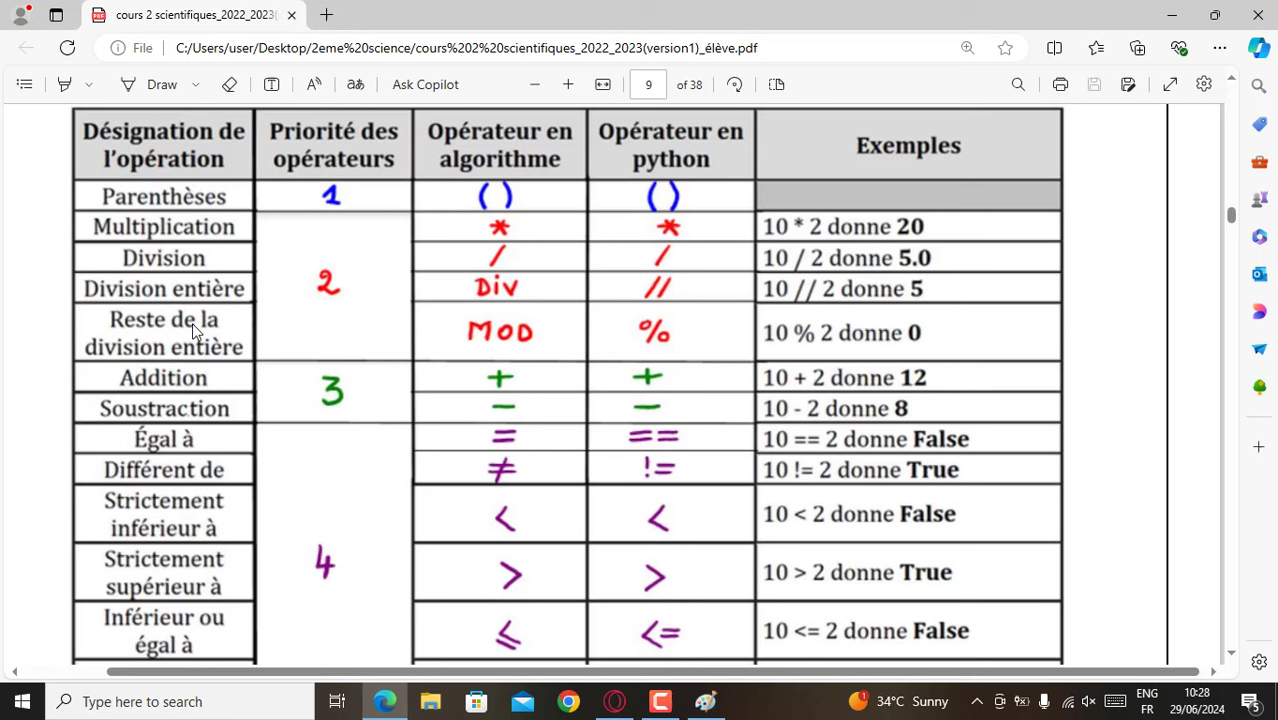 cours 2 scientifiques_2022_2023(
File
C:/Users/user/Desktop/2eme%20science/cours%202%20scientifiques_2022_2023(version1)_élève.pdf
Draw
aあ
Ask Copilot
9
of 38
Désignation de l'opération
Priorité des opérateurs
Opérateur en algorithme
Opérateur en python
Exemples
Parenthèses 1 ( ) ( )
Multiplication * * 10 * 2 donne 20
Division / / 10 / 2 donne 5.0
Division entière 2 Div // 10 // 2 donne 5
Reste de la
division entière MOD % 10 % 2 donne 0
Addition 3 + + 10 + 2 donne 12
Soustraction - - 10 - 2 donne 8
Égal à = == 10 == 2 donne False
Différent de ≠ != 10 != 2 donne True
Strictement
inférieur à < < 10 < 2 donne False
Strictement
supérieur à 4 > > 10 > 2 donne True
Inférieur ou
égal à ≤ <= 10 <= 2 donne False
Type here to search
34°C Sunny
ENG
FR
10:28
29/06/2024
5